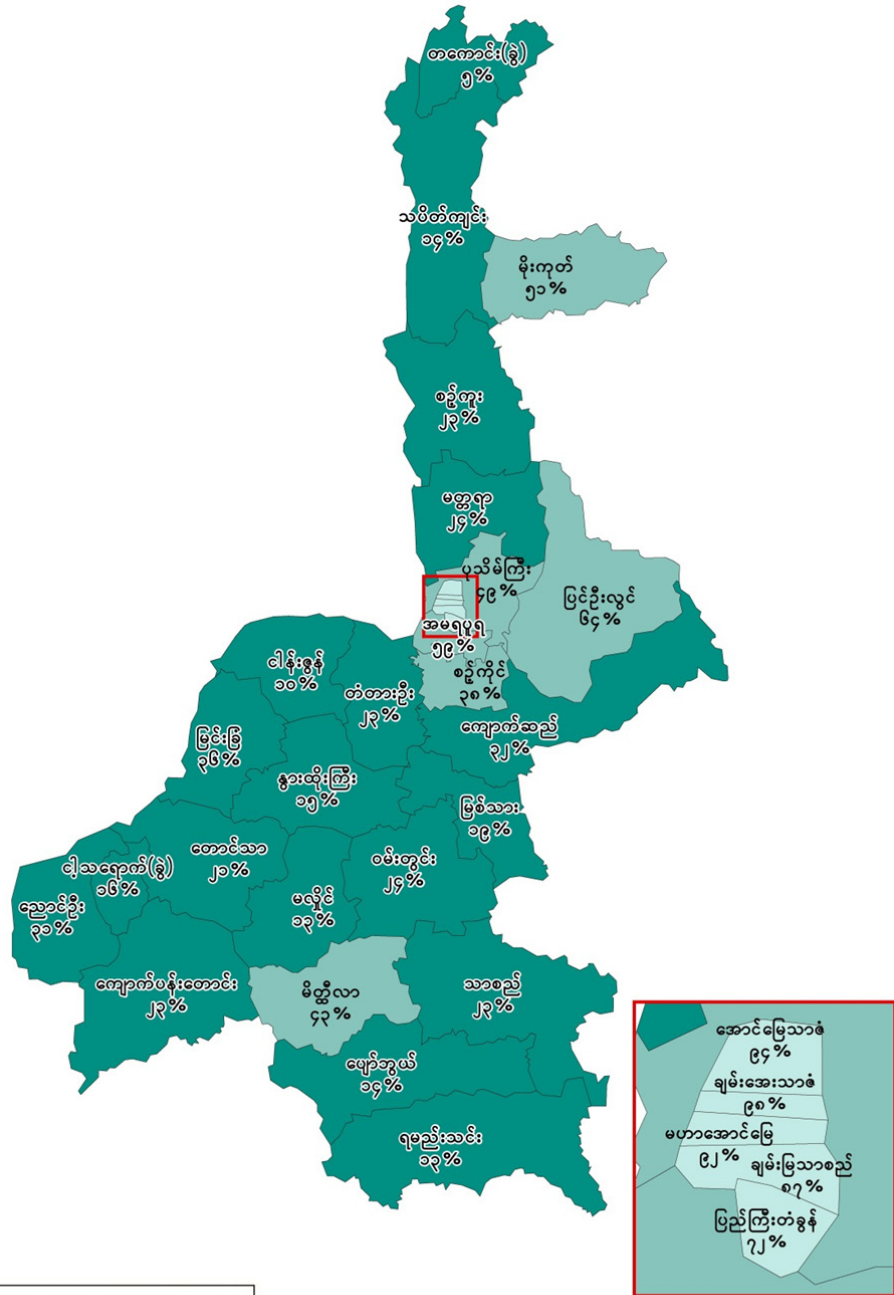 တကောင်း(ခွဲ)
၅%
သပိတ်ကျင်း
၁၄%
မိုးကုတ်
၅၁%
စဉ့်ကူး
၂၃%
မတ္တရာ
၂၄%
ပုသိမ်ကြီး
၄၉%
ပြင်ဦးလွင်
၆၄%
အမရပူရ
၅၉%
စဉ့်ကိုင်
၃၈%
ငါန်းဇွန်
၁၀%
တံတားဦး
၂၃%
ကျောက်ဆည်
၃၂%
မြင်းခြံ
၃၆%
နွားထိုးကြီး
၁၅%
မြစ်သား
၁၉%
တောင်သာ
၂၁%
ဝမ်းတွင်း
၂၄%
ငါ့သရောက်(ခွဲ)
၁၆%
မလှိုင်
၁၃%
ညောင်ဦး
၃၁%
ကျောက်ပန်းတောင်း
၂၃%
မိတ္ထီလာ
၄၃%
သာစည်
၂၃%
ပျော်ဘွယ်
၁၄%
ရမည်းသင်း
၁၃%
အောင်မြေသာဇံ
၉၄%
ချမ်းအေးသာဇံ
၉၈%
မဟာအောင်မြေ
၉၂%
ချမ်းမြသာစည်
၈၇%
ပြည်ကြီးတံခွန်
၇၂%